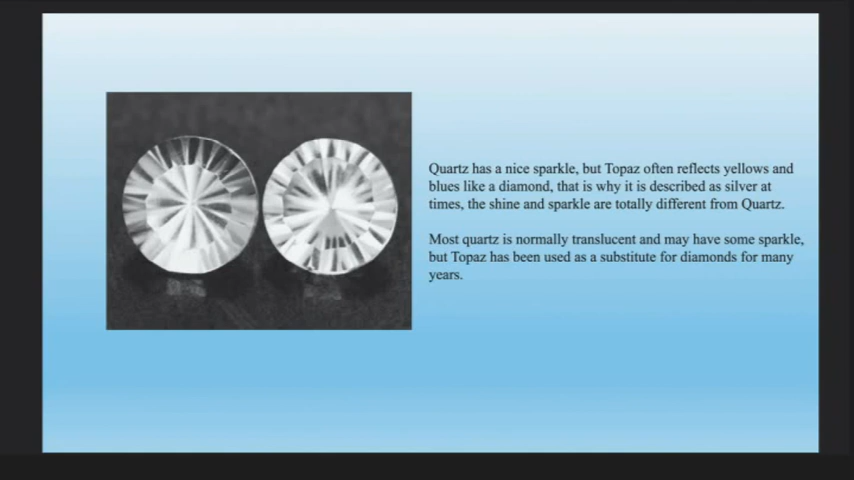 Quartz has a nice sparkle, but Topaz often reflects yellows and
blues like a diamond, that is why it is described as silver at
times, the shine and sparkle are totally different from Quartz.
Most quartz is normally translucent and may have some sparkle,
but Topaz has been used as a substitute for diamonds for many
years.